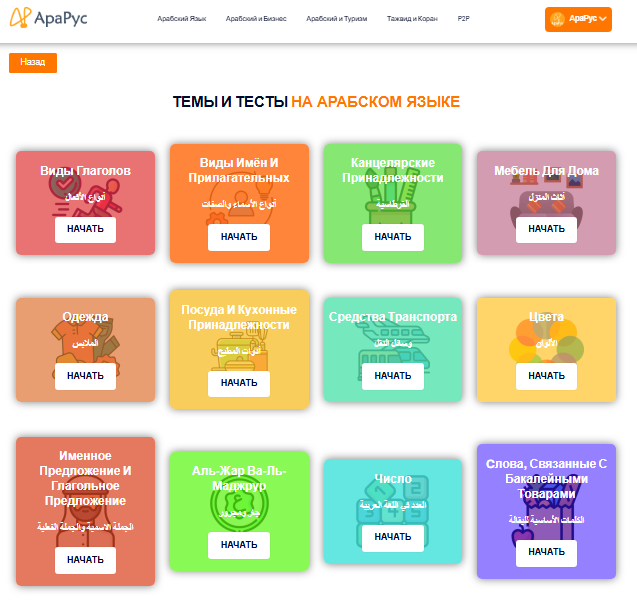 АраРус
Арабский Язык
Арабский и Бизнес
Арабский и Туризм
Тажвид и Коран
P2P
АраРус
Назад
ТЕМЫ И ТЕСТЫ НА АРАБСКОМ ЯЗЫКЕ
Виды Глаголов
أنواع الأفعال
НАЧАТЬ
Виды Имён И
Прилагательных
أنواع الأسماء والصفات
НАЧАТЬ
Канцелярские
Принадлежности
القرطاسية
НАЧАТЬ
Мебель Для Дома
أثاث المنزل
НАЧАТЬ
Одежда
الملابس
НАЧАТЬ
Посуда И Кухонные
Принадлежности
أدوات المطبخ
НАЧАТЬ
Средства Транспорта
وسائل النقل
НАЧАТЬ
Цвета
الألوان
НАЧАТЬ
Именное
Предложение И
Глагольное
Предложение
الجملة الاسمية والجملة الفعلية
НАЧАТЬ
Аль-Жар Ва-Ль-
Маджрур
جار ومجرور
НАЧАТЬ
Число
العدد في اللغة العربية
НАЧАТЬ
Слова, Связанные С
Бакалейными
Товарами
الكلمات الأساسية للبقالة
НАЧАТЬ